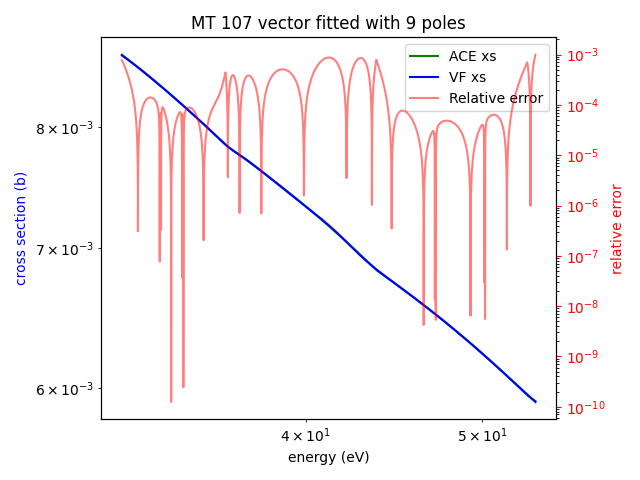 MT 107 vector fitted with 9 poles
ACE xs
VF xs
Relative error
8 × 10⁻³
7 × 10⁻³
6 × 10⁻³
cross section (b)
10⁻³
10⁻⁴
10⁻⁵
10⁻⁶
10⁻⁷
10⁻⁸
10⁻⁹
10⁻¹⁰
relative error
4 × 10¹
5 × 10¹
energy (eV)